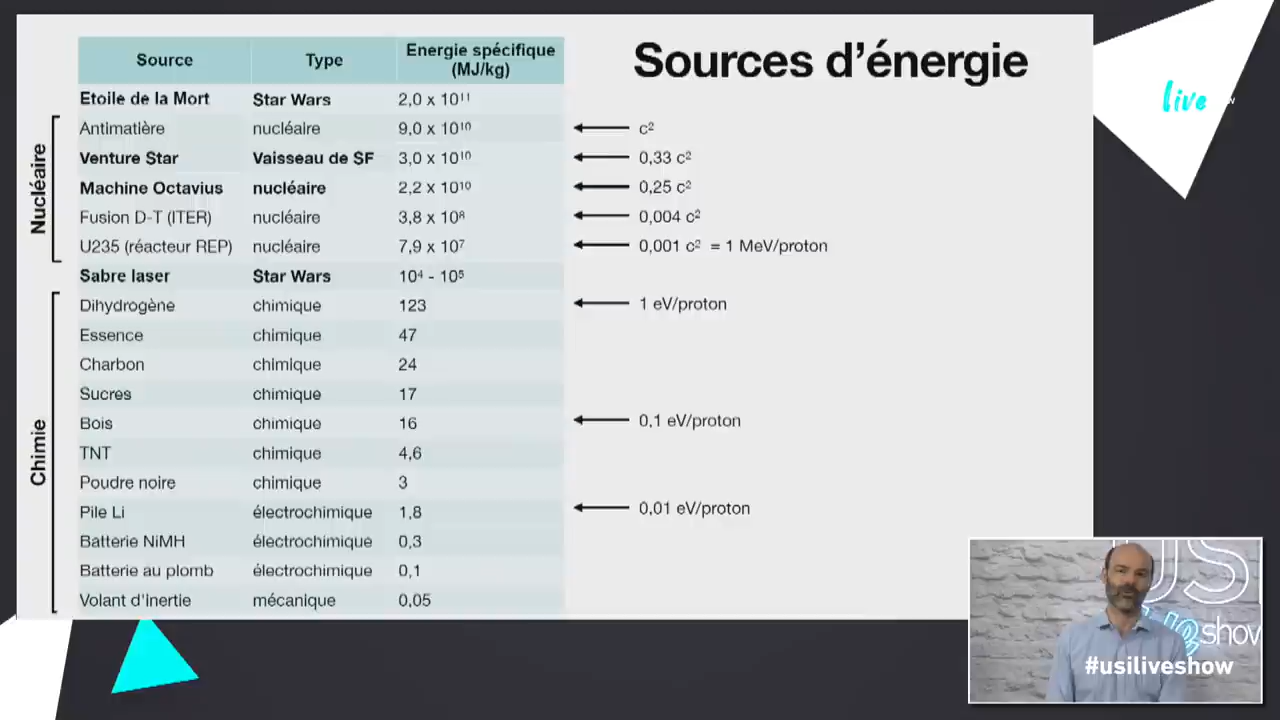 Sources d'énergie
Source Type Energie spécifique (MJ/kg)
Etoile de la Mort Star Wars 2,0 x 10¹¹
Antimatière nucléaire 9,0 x 10¹⁰ c²
Venture Star Vaisseau de SF 3,0 x 10¹⁰ 0,33 c²
Machine Octavius nucléaire 2,2 x 10¹⁰ 0,25 c²
Fusion D-T (ITER) nucléaire 3,8 x 10⁸ 0,004 c²
U235 (réacteur REP) nucléaire 7,9 x 10⁷ 0,001 c² = 1 MeV/proton
Sabre laser Star Wars 10⁴ - 10⁵
Dihydrogène chimique 123 1 eV/proton
Essence chimique 47
Charbon chimique 24
Sucres chimique 17
Bois chimique 16 0,1 eV/proton
TNT chimique 4,6
Poudre noire chimique 3
Pile Li électrochimique 1,8 0,01 eV/proton
Batterie NiMH électrochimique 0,3
Batterie au plomb électrochimique 0,1
Volant d'inertie mécanique 0,05
Nucléaire
Chimie
live
US
show
#usiliveshow